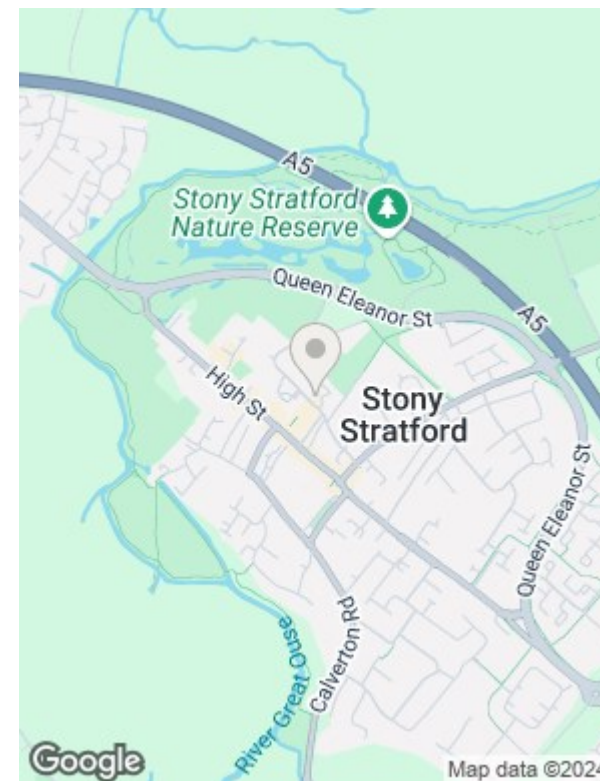 A5
Stony Stratford
Nature Reserve
Queen Eleanor St
A5
High St
Stony
Stratford
Queen Eleanor St
Calverton Rd
River Great Ouse
Google
Map data ©2024